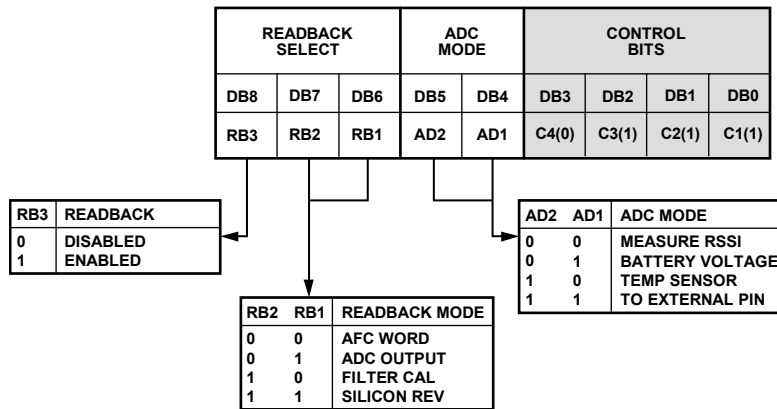 READBACK SELECT ADC MODE CONTROL BITS
DB8 DB7 DB6 DB5 DB4 DB3 DB2 DB1 DB0
RB3 RB2 RB1 AD2 AD1 C4(0) C3(1) C2(1) C1(1)
RB3 READBACK
0 DISABLED
1 ENABLED
RB2 RB1 READBACK MODE
0 0 AFC WORD
0 1 ADC OUTPUT
1 0 FILTER CAL
1 1 SILICON REV
AD2 AD1 ADC MODE
0 0 MEASURE RSSI
0 1 BATTERY VOLTAGE
1 0 TEMP SENSOR
1 1 TO EXTERNAL PIN